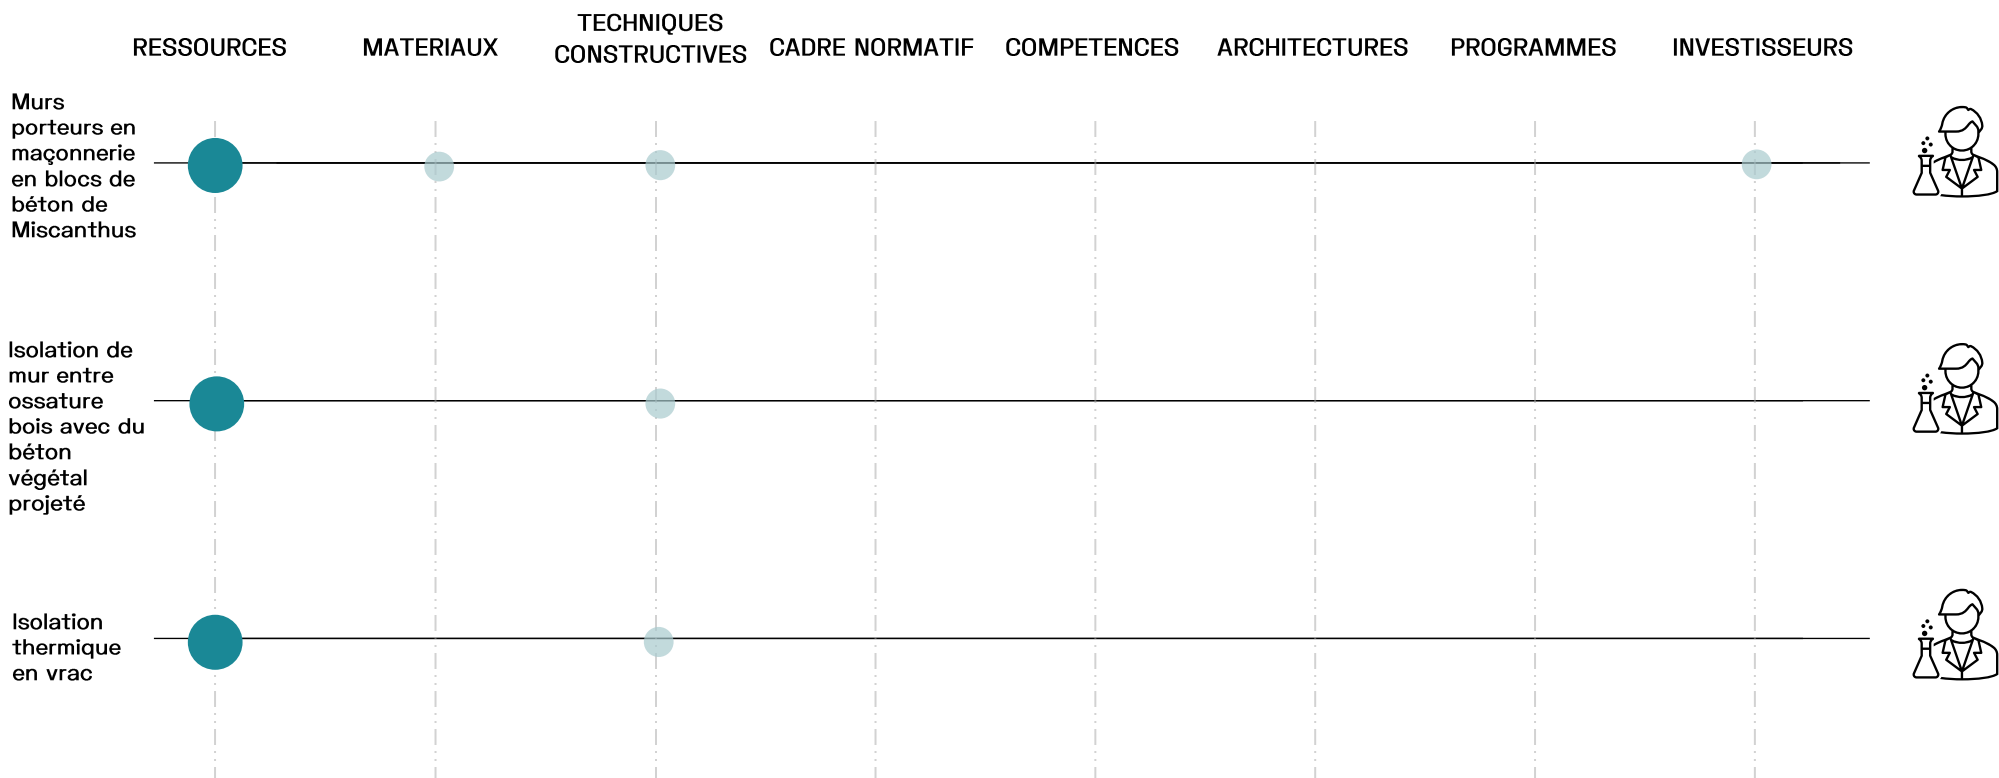 RESSOURCES
MATERIAUX
TECHNIQUES
CONSTRUCTIVES
CADRE NORMATIF
COMPETENCES
ARCHITECTURES
PROGRAMMES
INVESTISSEURS
Murs
porteurs en
maçonnerie
en blocs de
béton de
Miscanthus
Isolation de
mur entre
ossature
bois avec du
béton
végétal
projeté
Isolation
thermique
en vrac